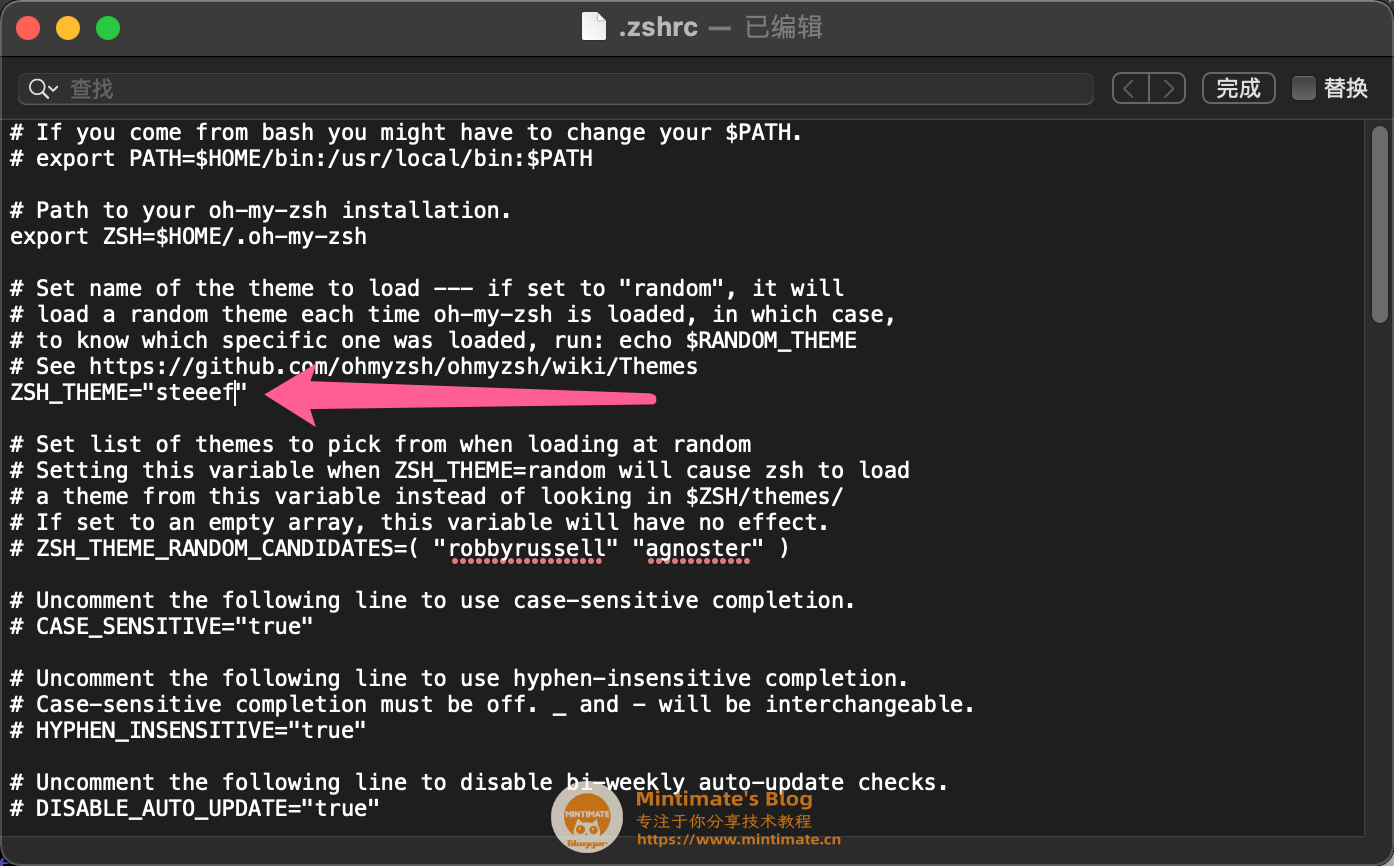 .zshrc — 已编辑
查找
完成
替换
# If you come from bash you might have to change your $PATH.
# export PATH=$HOME/bin:/usr/local/bin:$PATH
# Path to your oh-my-zsh installation.
export ZSH=$HOME/.oh-my-zsh
# Set name of the theme to load --- if set to "random", it will
# load a random theme each time oh-my-zsh is loaded, in which case,
# to know which specific one was loaded, run: echo $RANDOM_THEME
# See https://github.com/ohmyzsh/ohmyzsh/wiki/Themes
ZSH_THEME="steeef"
# Set list of themes to pick from when loading at random
# Setting this variable when ZSH_THEME=random will cause zsh to load
# a theme from this variable instead of looking in $ZSH/themes/
# If set to an empty array, this variable will have no effect.
# ZSH_THEME_RANDOM_CANDIDATES=( "robbyrussell" "agnoster" )
# Uncomment the following line to use case-sensitive completion.
# CASE_SENSITIVE="true"
# Uncomment the following line to use hyphen-insensitive completion.
# Case-sensitive completion must be off. _ and - will be interchangeable.
# HYPHEN_INSENSITIVE="true"
# Uncomment the following line to disable bi-weekly auto-update checks.
# DISABLE_AUTO_UPDATE="true"
MINTIMATE
Blogger
Mintimate's Blog
专注于你分享技术教程
https://www.mintimate.cn